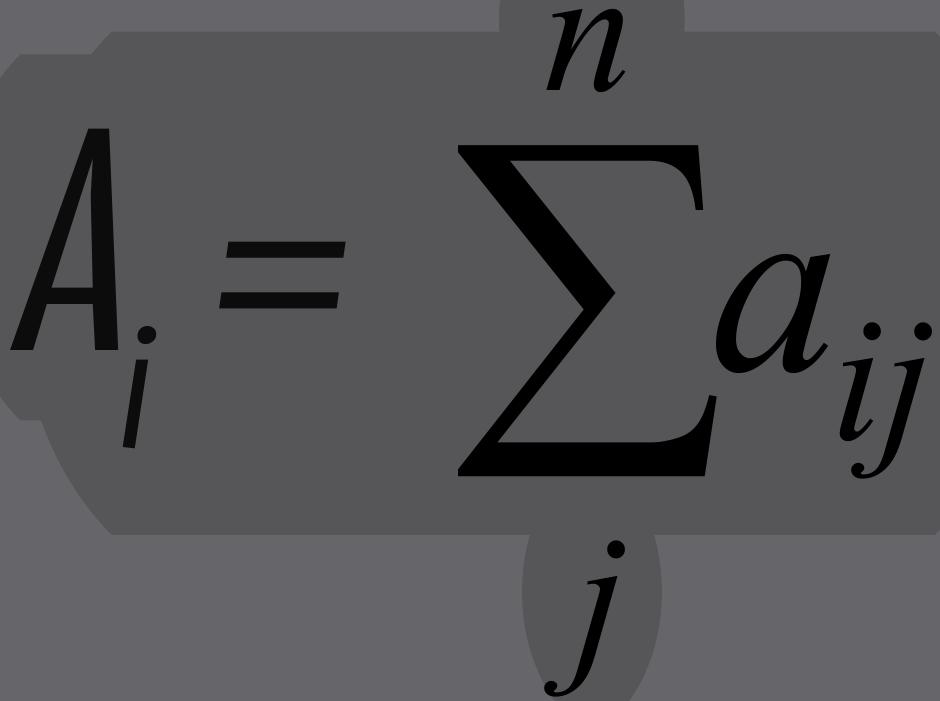 n
A_i = ∑ a_ij
j